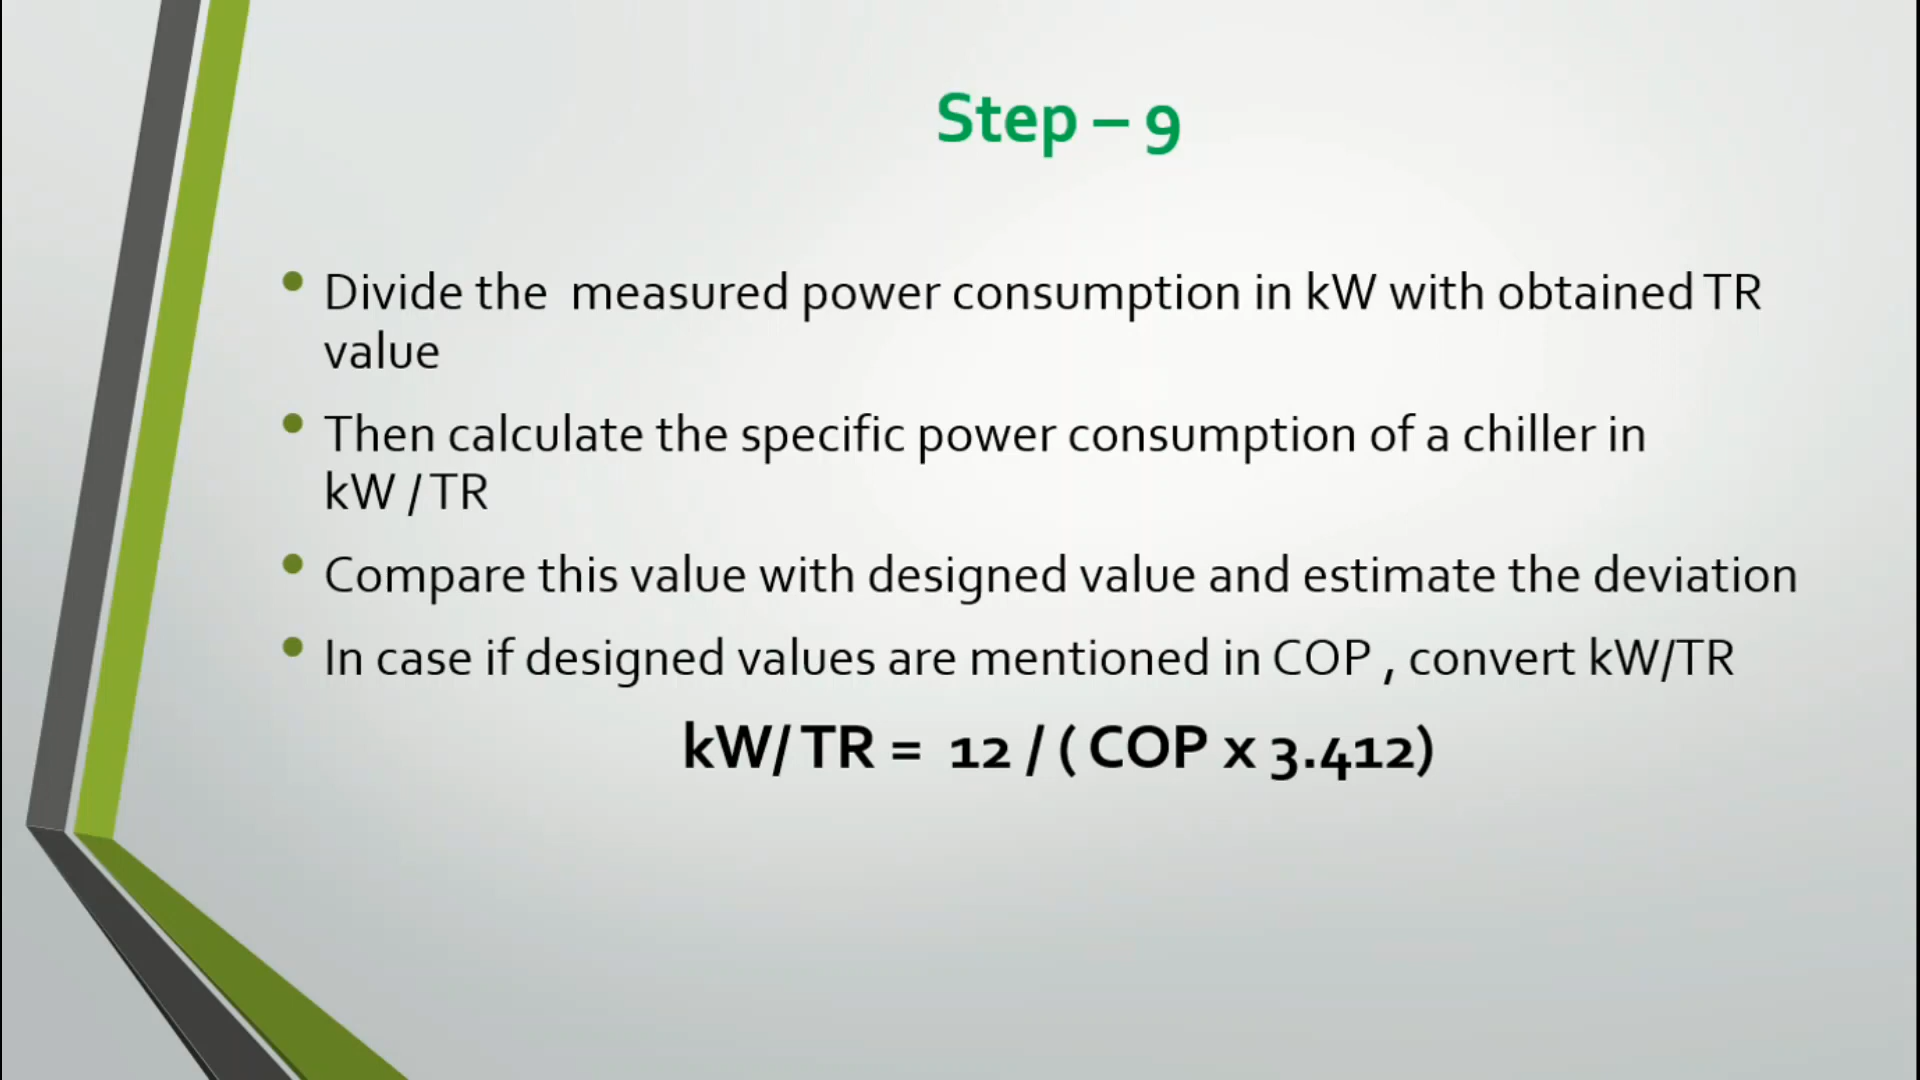 Step – 9
• Divide the measured power consumption in kW with obtained TR
value
• Then calculate the specific power consumption of a chiller in
kW / TR
• Compare this value with designed value and estimate the deviation
• In case if designed values are mentioned in COP , convert kW/TR
kW/ TR = 12 / ( COP x 3.412)